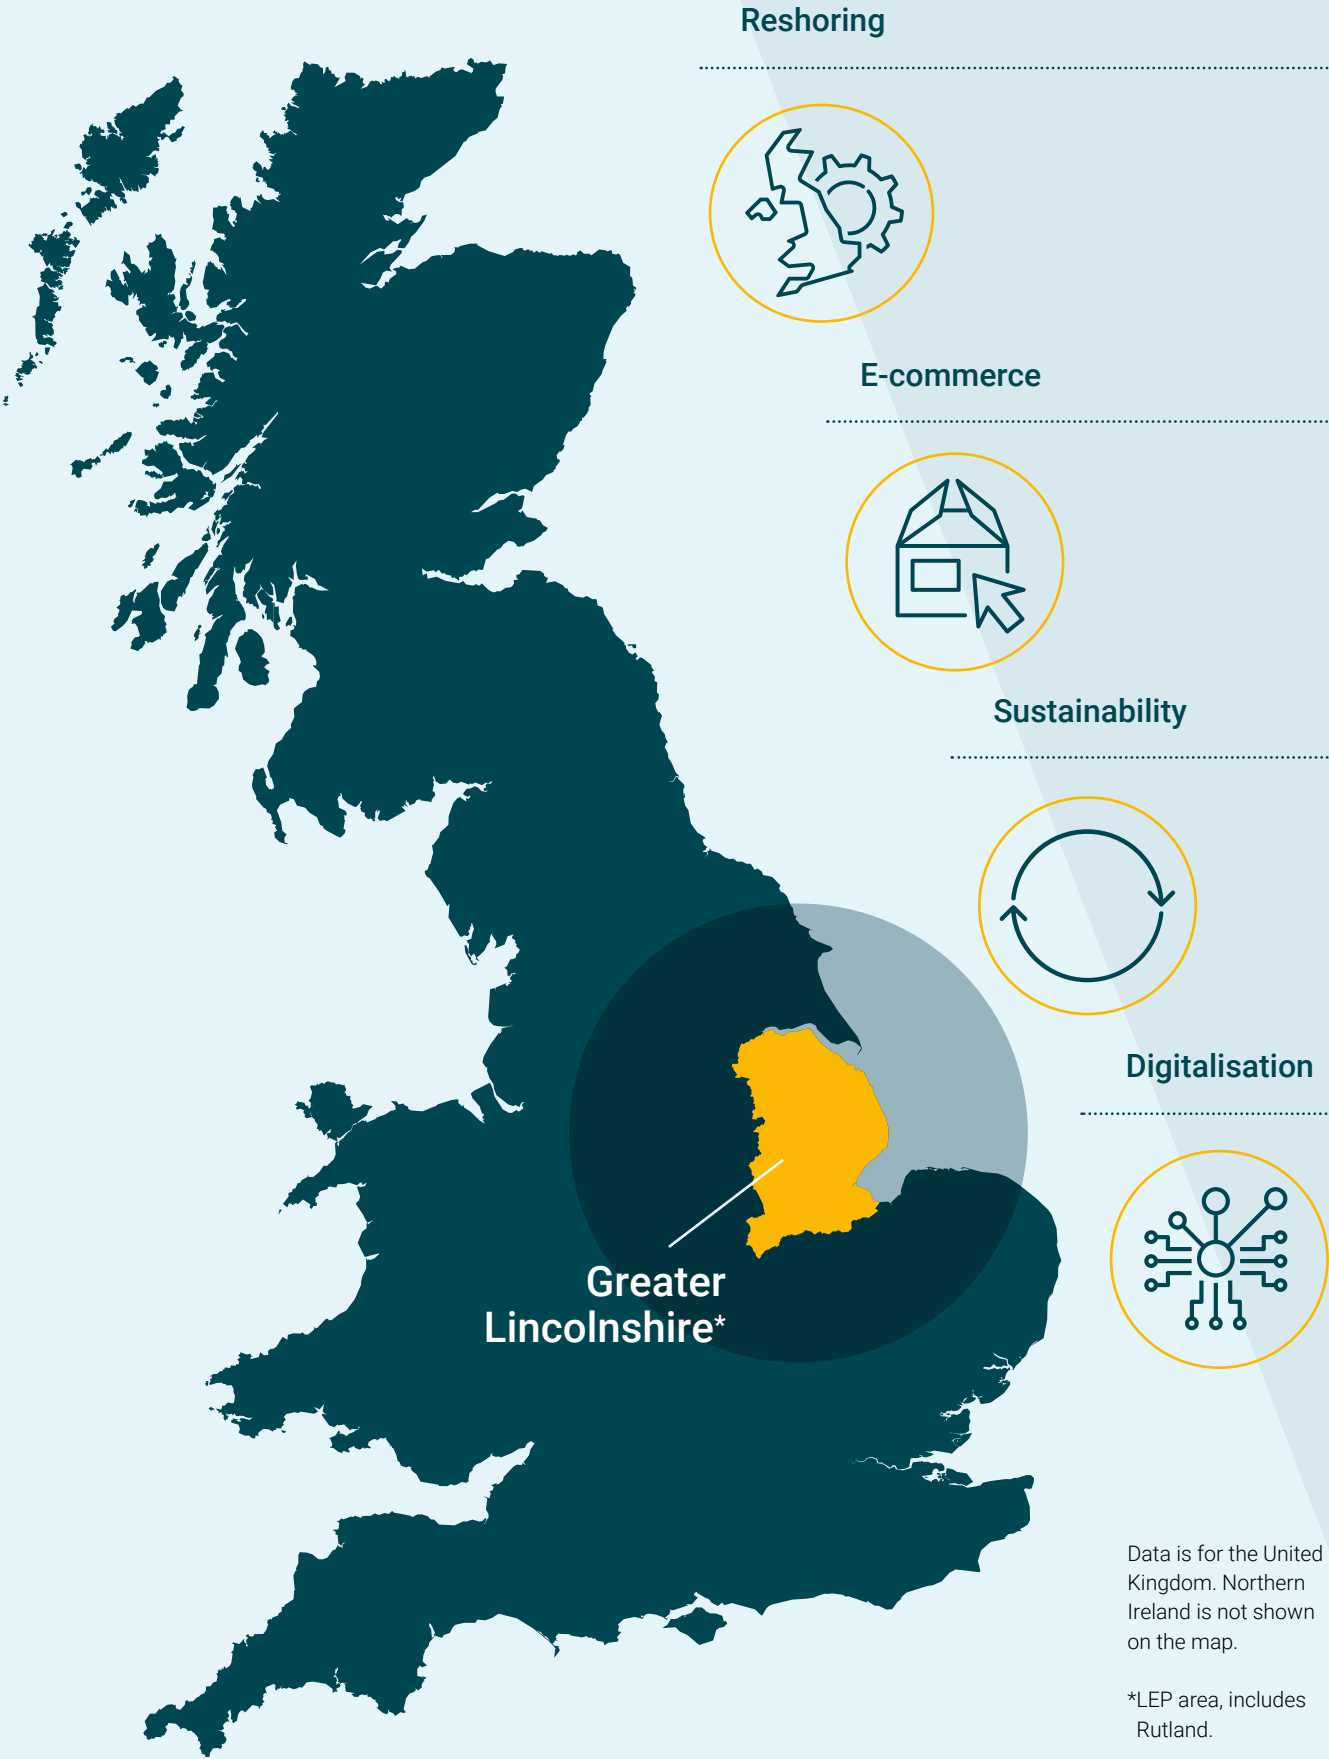 Reshoring
E-commerce
Sustainability
Digitalisation
Greater
Lincolnshire*
Data is for the United
Kingdom. Northern
Ireland is not shown
on the map.
*LEP area, includes
Rutland.